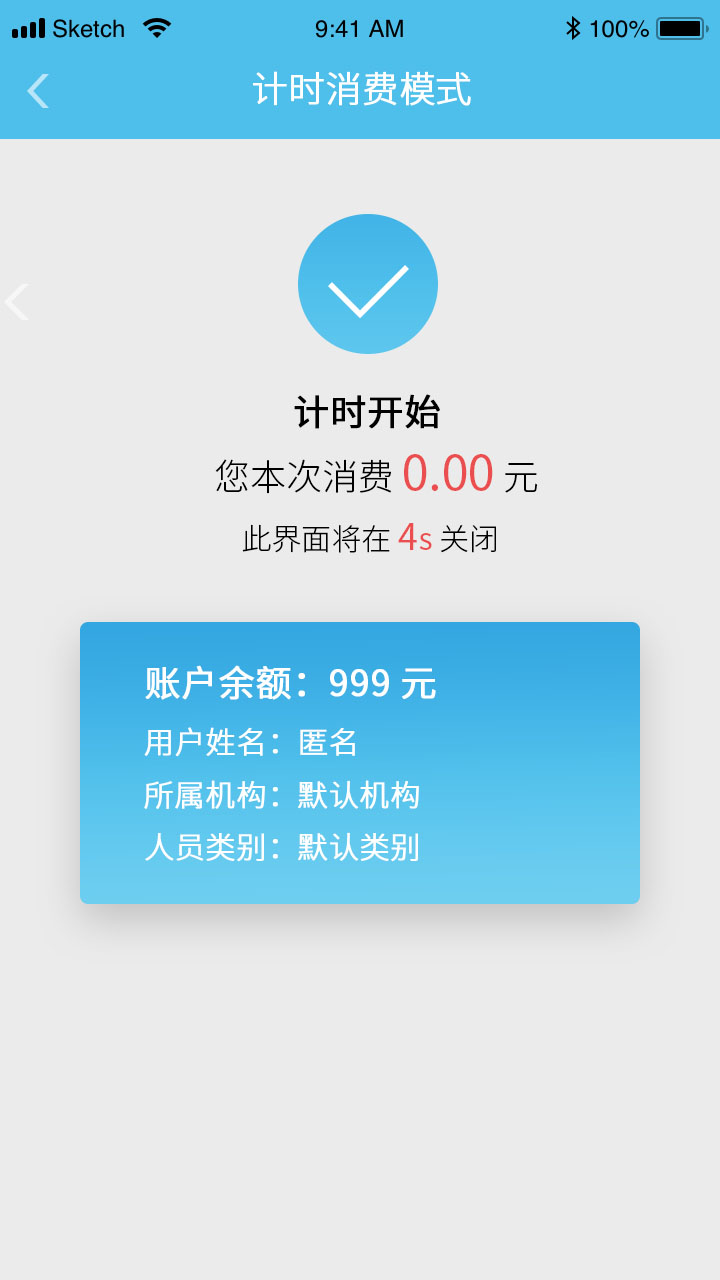 Sketch 9:41 AM 100%
计时消费模式
计时开始
您本次消费 0.00 元
此界面将在 4s 关闭
账户余额：999 元
用户姓名：匿名
所属机构：默认机构
人员类别：默认类别